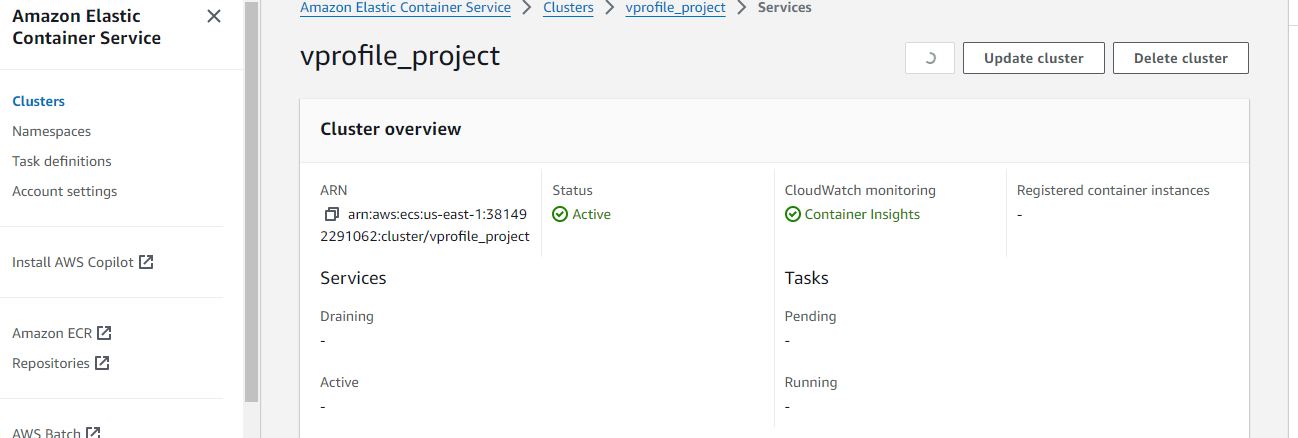 Amazon Elastic
Container Service
Clusters
Namespaces
Task definitions
Account settings
Install AWS Copilot
Amazon ECR
Repositories
AWS Batch
Amazon Elastic Container Service > Clusters > vprofile_project > Services
vprofile_project
Update cluster
Delete cluster
Cluster overview
ARN
arn:aws:ecs:us-east-1:38149
2291062:cluster/vprofile_project
Status
Active
CloudWatch monitoring
Container Insights
Registered container instances
-
Services
Draining
-
Active
-
Tasks
Pending
-
Running
-